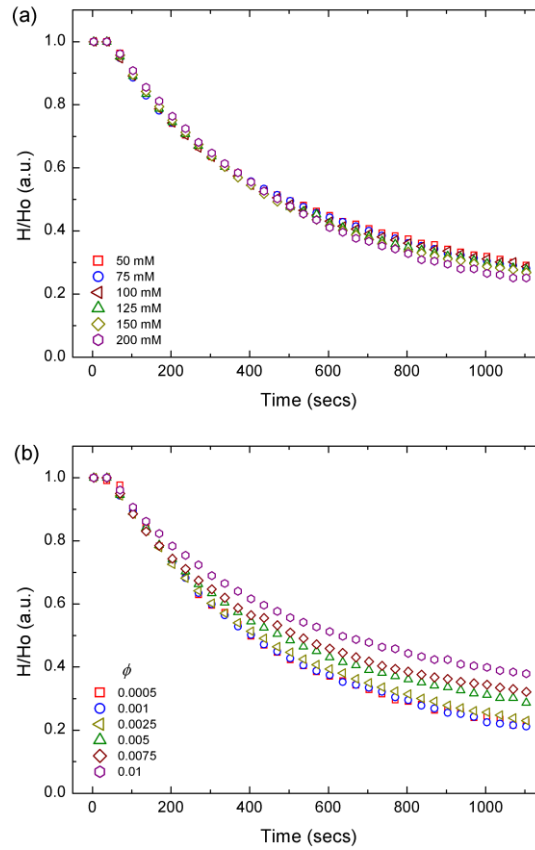 (a)
1.0
0.8
0.6
0.4
0.2
0.0
H/Ho (a.u.)
50 mM
75 mM
100 mM
125 mM
150 mM
200 mM
0 200 400 600 800 1000
Time (secs)
(b)
1.0
0.8
0.6
0.4
0.2
0.0
H/Ho (a.u.)
ϕ
0.0005
0.001
0.0025
0.005
0.0075
0.01
0 200 400 600 800 1000
Time (secs)